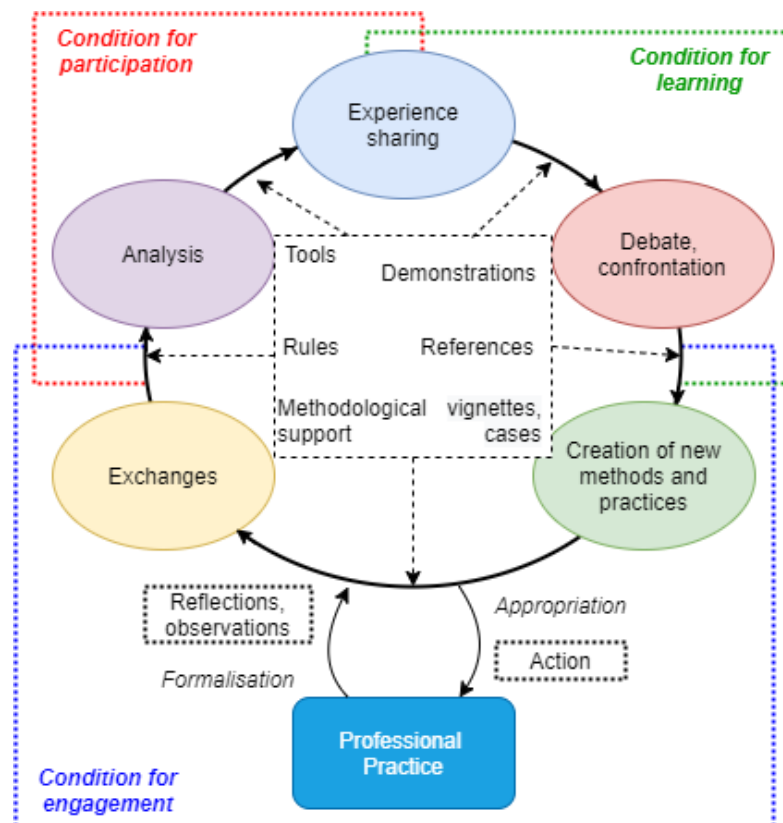 Condition for
participation
Condition for
learning
Experience
sharing
Analysis
Debate,
confrontation
Tools
Demonstrations
Rules
References
Methodological
support
vignettes,
cases
Exchanges
Creation of new
methods and
practices
Reflections,
observations
Appropriation
Formalisation
Action
Professional
Practice
Condition for
engagement